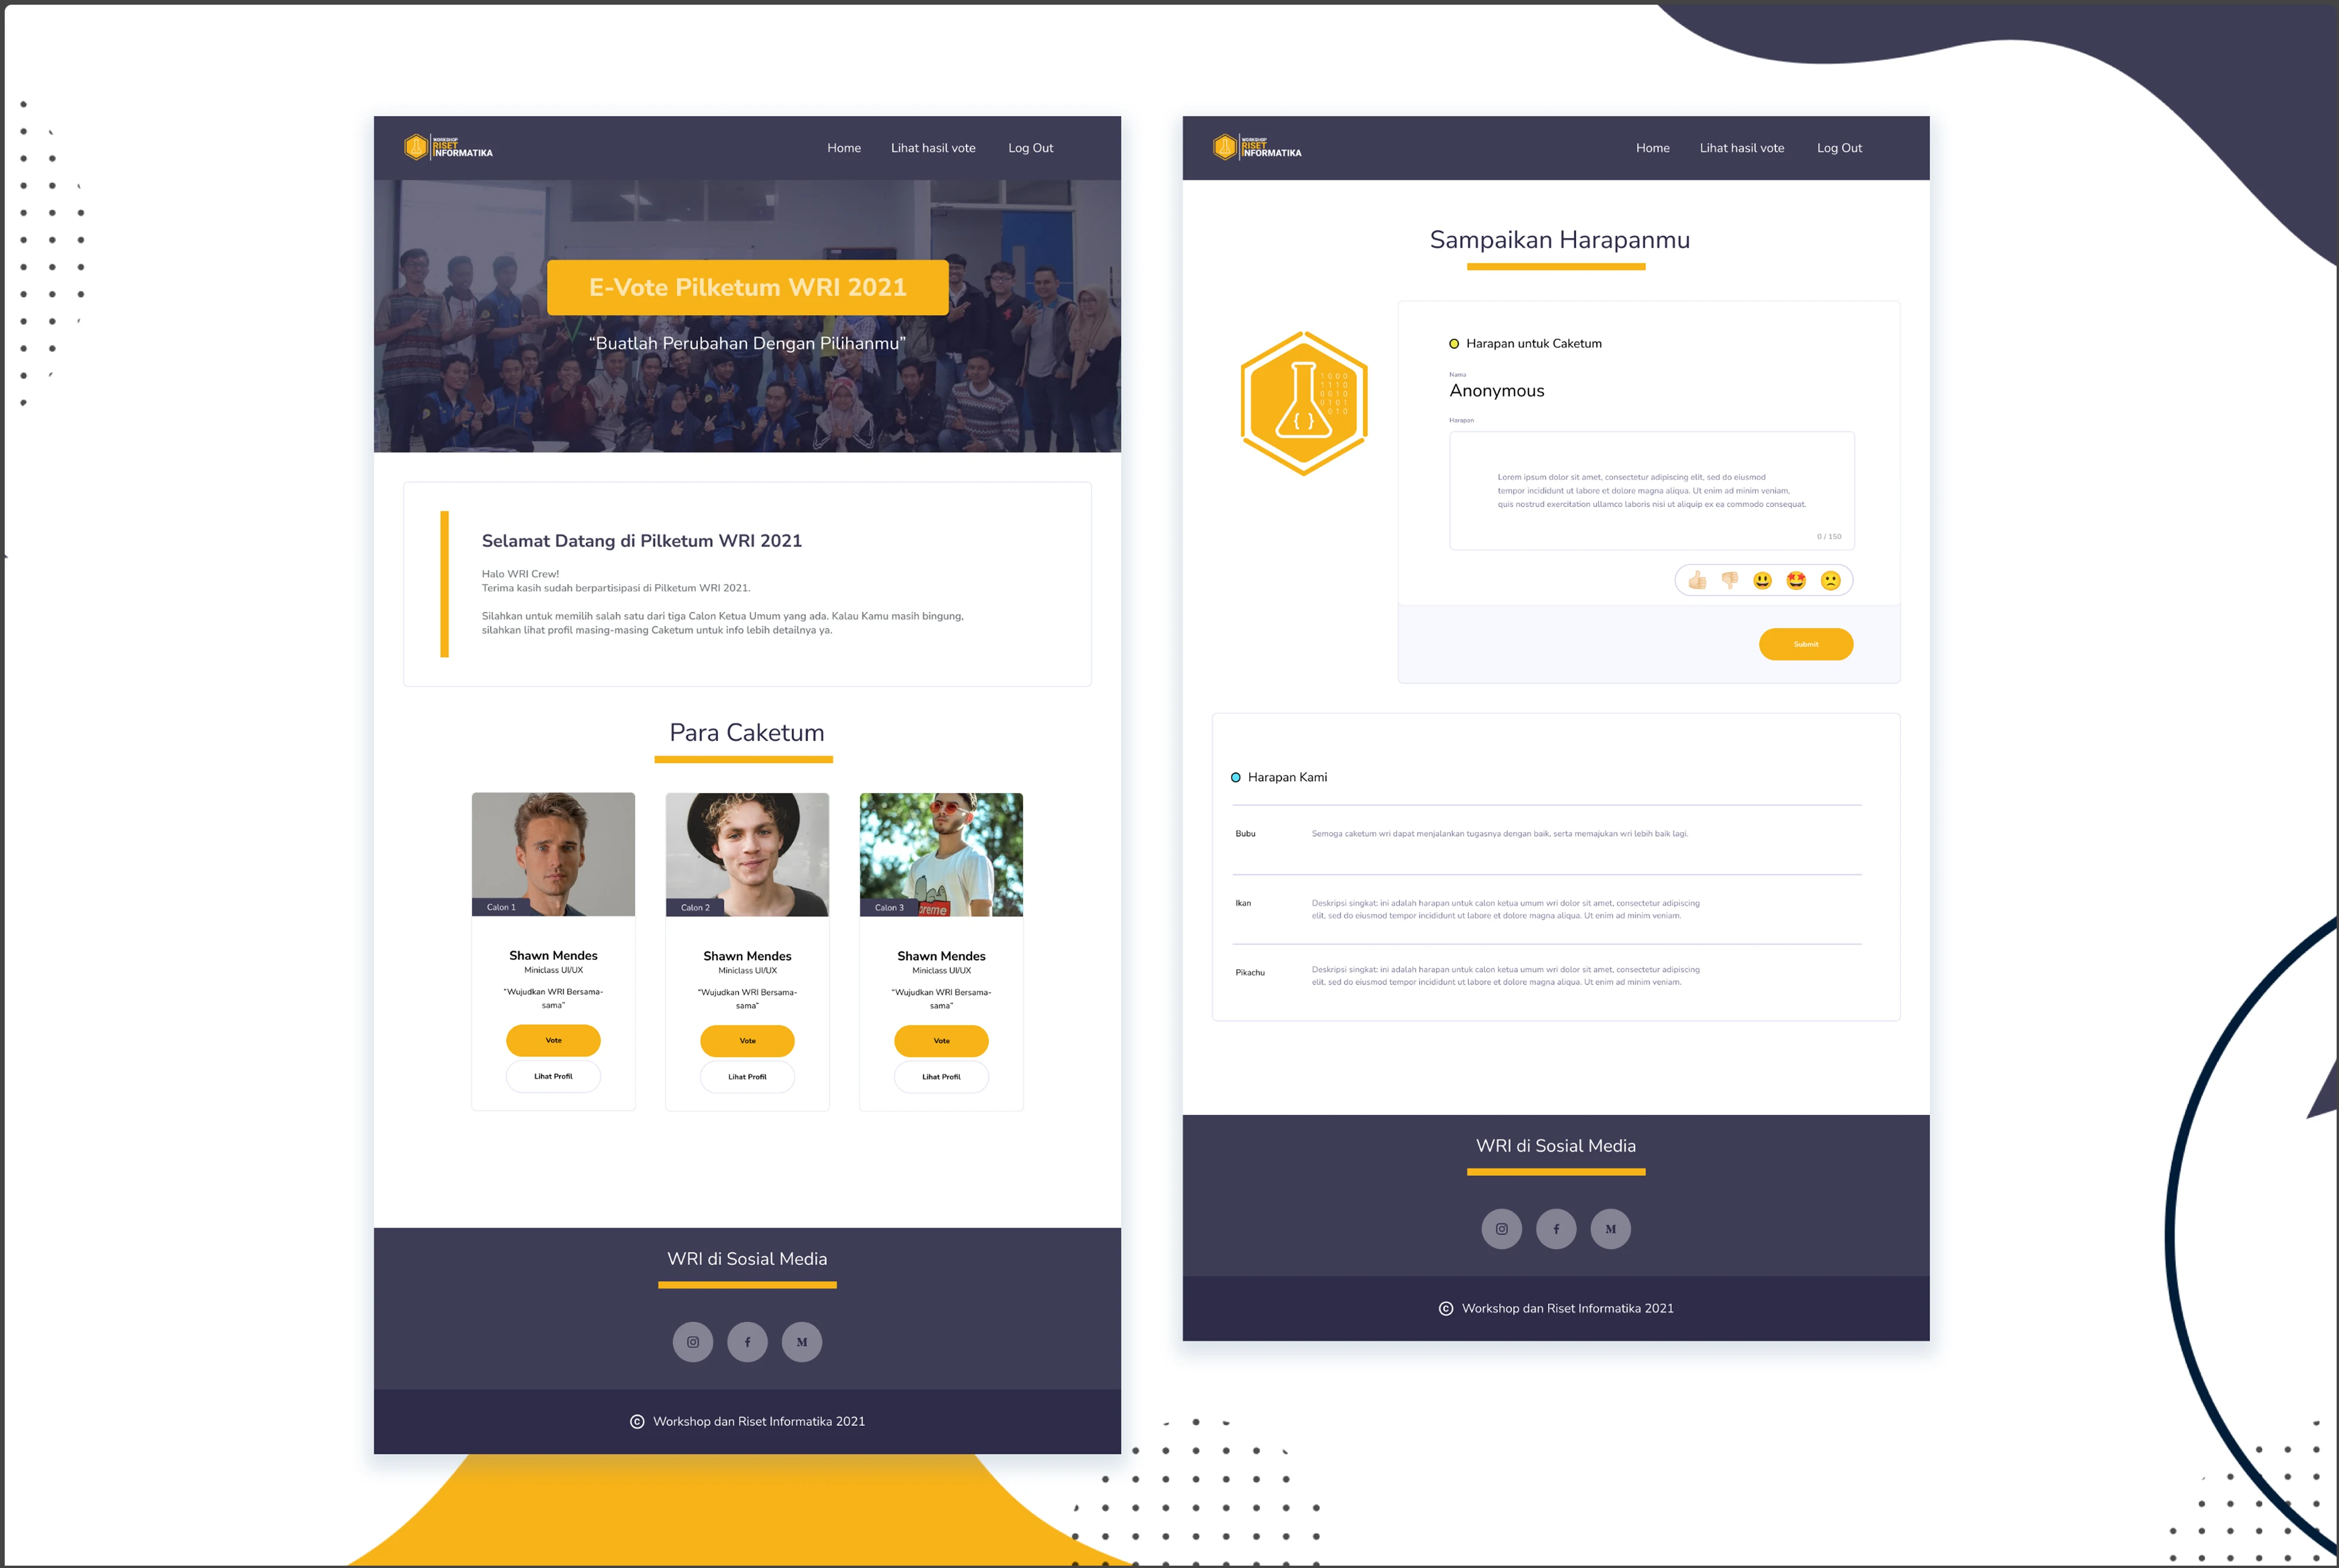 WORKSHOP
RISET
INFORMATIKA
Home
Lihat hasil vote
Log Out
E-Vote Pilketum WRI 2021
“Buatlah Perubahan Dengan Pilihanmu”
Selamat Datang di Pilketum WRI 2021
Halo WRI Crew!
Terima kasih sudah berpartisipasi di Pilketum WRI 2021.
Silahkan untuk memilih salah satu dari tiga Calon Ketua Umum yang ada. Kalau Kamu masih bingung,
silahkan lihat profil masing-masing Caketum untuk info lebih detailnya ya.
Para Caketum
Calon 1
Shawn Mendes
Miniclass UI/UX
“Wujudkan WRI Bersama-
sama”
Vote
Lihat Profil
Calon 2
Shawn Mendes
Miniclass UI/UX
“Wujudkan WRI Bersama-
sama”
Vote
Lihat Profil
preme
Calon 3
Shawn Mendes
Miniclass UI/UX
“Wujudkan WRI Bersama-
sama”
Vote
Lihat Profil
WRI di Sosial Media
f
M
© Workshop dan Riset Informatika 2021
WORKSHOP
RISET
INFORMATIKA
Home
Lihat hasil vote
Log Out
Sampaikan Harapanmu
1000
1110
0010
0101
010
{ }
Harapan untuk Caketum
Nama
Anonymous
Harapan
Lorem ipsum dolor sit amet, consectetur adipiscing elit, sed do eiusmod
tempor incididunt ut labore et dolore magna aliqua. Ut enim ad minim veniam,
quis nostrud exercitation ullamco laboris nisi ut aliquip ex ea commodo consequat.
0 / 150
👍🏻 👎🏻 😃 🤩 🙁
Submit
Harapan Kami
Bubu
Semoga caketum wri dapat menjalankan tugasnya dengan baik, serta memajukan wri lebih baik lagi.
Ikan
Deskripsi singkat: ini adalah harapan untuk calon ketua umum wri dolor sit amet, consectetur adipiscing
elit, sed do eiusmod tempor incididunt ut labore et dolore magna aliqua. Ut enim ad minim veniam.
Pikachu
Deskripsi singkat: ini adalah harapan untuk calon ketua umum wri dolor sit amet, consectetur adipiscing
elit, sed do eiusmod tempor incididunt ut labore et dolore magna aliqua. Ut enim ad minim veniam.
WRI di Sosial Media
f
M
© Workshop dan Riset Informatika 2021